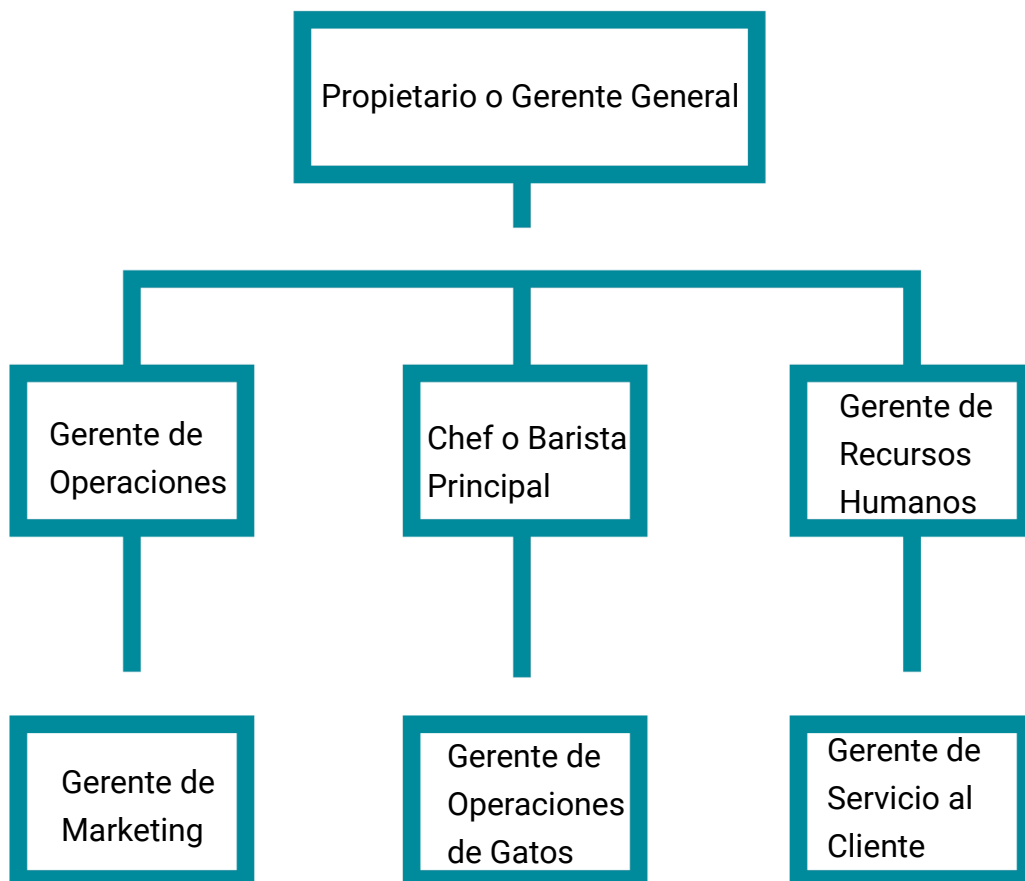 Propietario o Gerente General
Gerente de
Operaciones
Chef o Barista
Principal
Gerente de
Recursos
Humanos
Gerente de
Marketing
Gerente de
Operaciones
de Gatos
Gerente de
Servicio al
Cliente